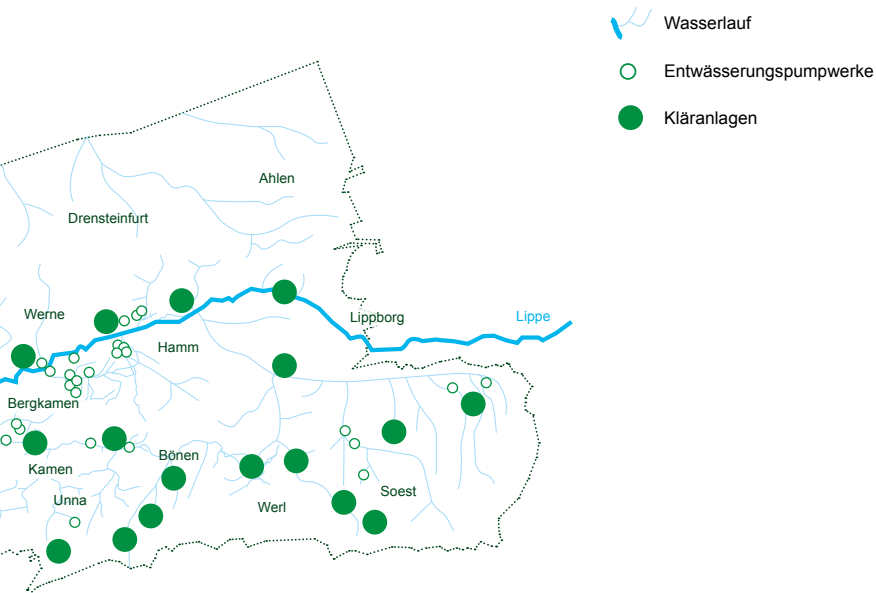 Wasserlauf
Entwässerungspumpwerke
Kläranlagen
Ahlen
Drensteinfurt
Werne
Lippborg
Lippe
Hamm
Bergkamen
Bönen
Kamen
Unna
Soest
Werl